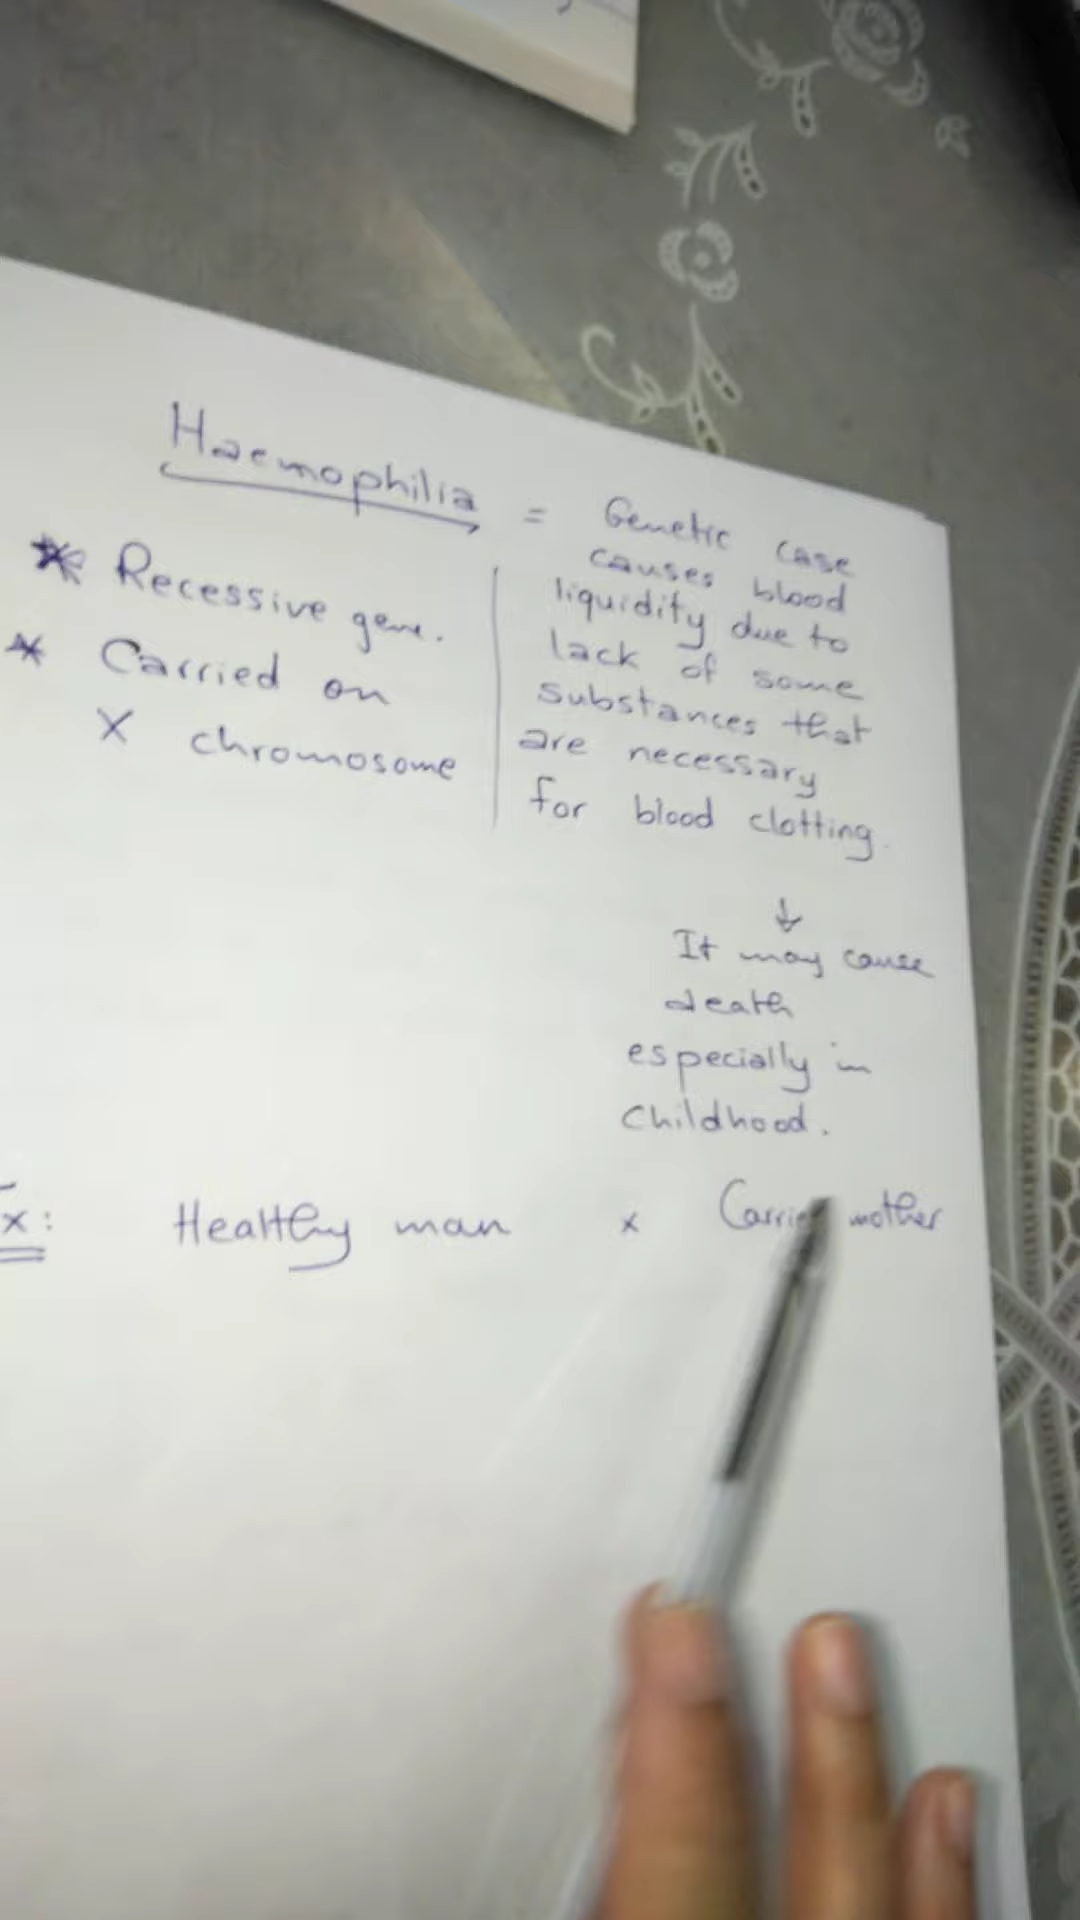 Haemophilia = Genetic case
causes blood
liquidity due to
lack of some
substances that
are necessary
for blood clotting.
* Recessive gene.
* Carried on
X chromosome
↓
It may cause
death
especially in
childhood.
x: Healthy man x mother